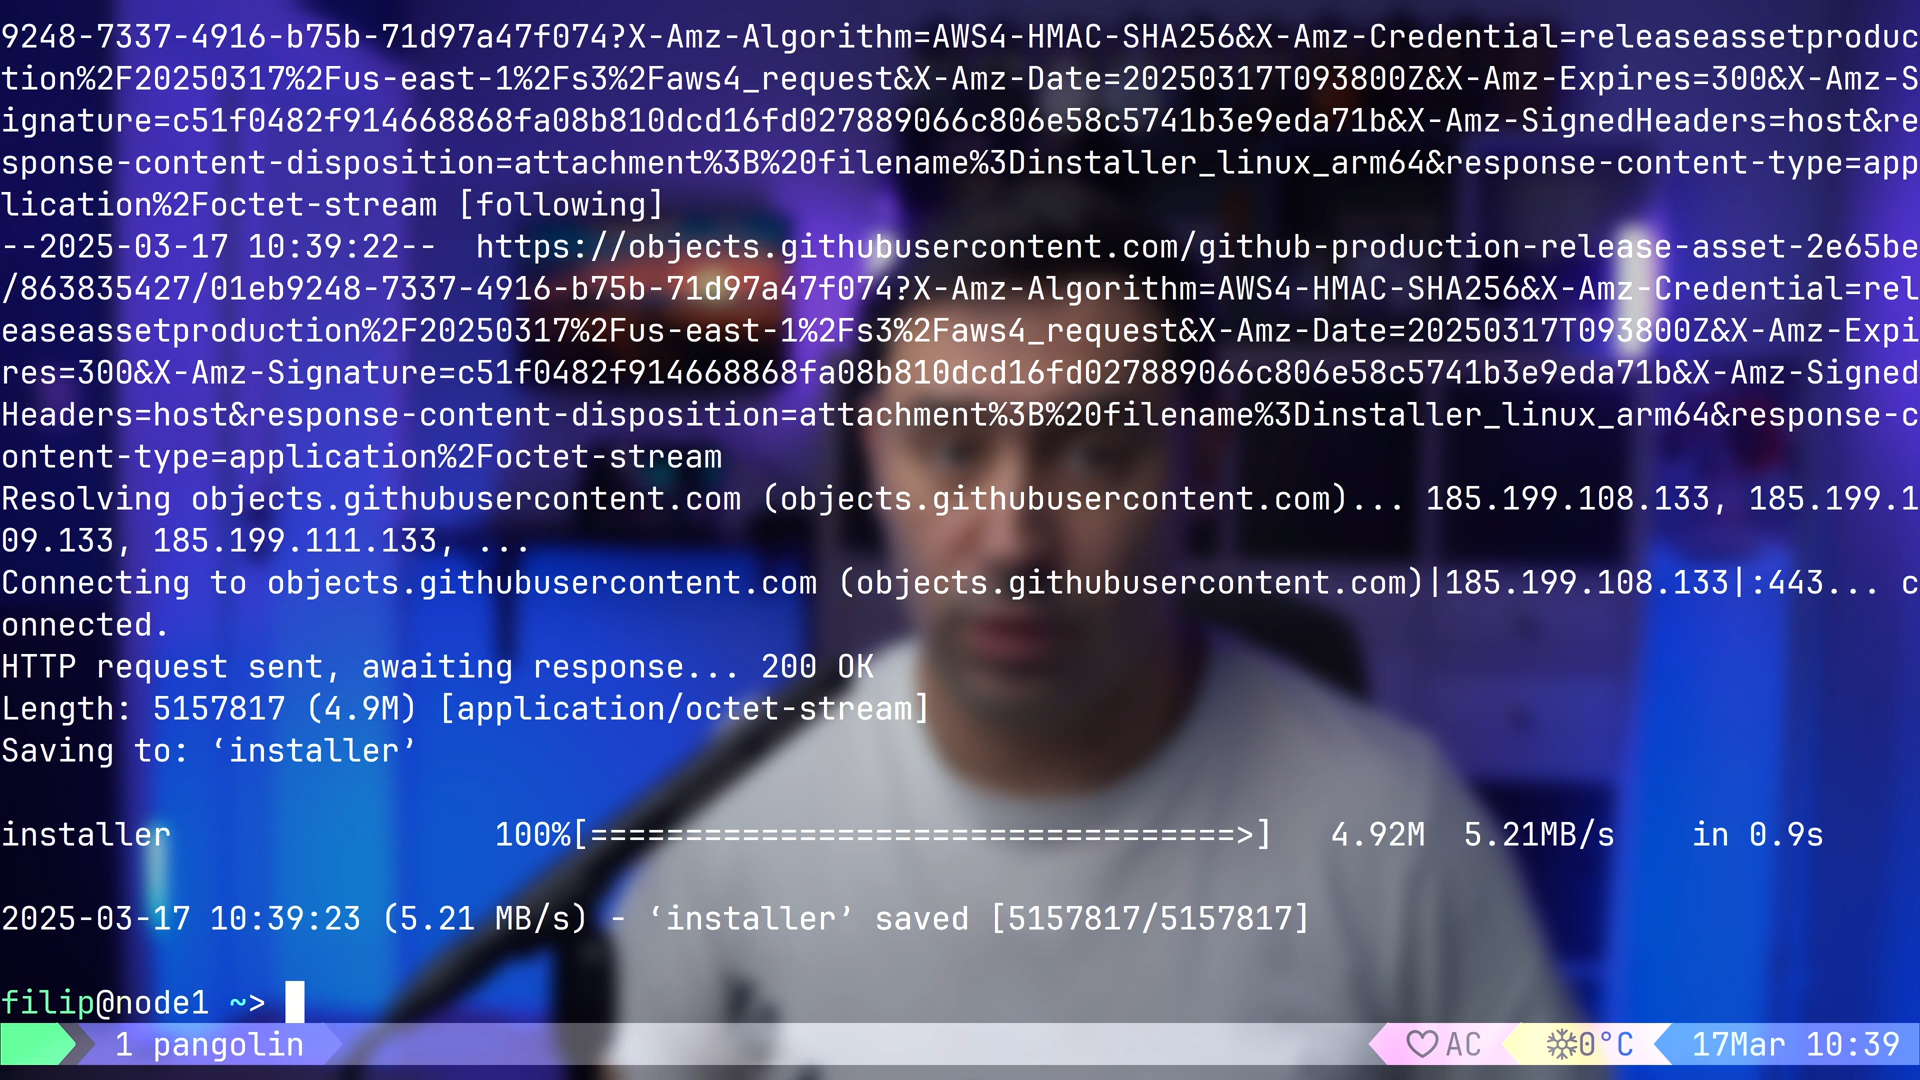 9248-7337-4916-b75b-71d97a47f074?X-Amz-Algorithm=AWS4-HMAC-SHA256&X-Amz-Credential=releaseassetproduc
tion%2F20250317%2Fus-east-1%2Fs3%2Faws4_request&X-Amz-Date=20250317T093800Z&X-Amz-Expires=300&X-Amz-S
ignature=c51f0482f914668868fa08b810dcd16fd027889066c806e58c5741b3e9eda71b&X-Amz-SignedHeaders=host&re
sponse-content-disposition=attachment%3B%20filename%3Dinstaller_linux_arm64&response-content-type=app
lication%2Foctet-stream [following]
--2025-03-17 10:39:22--  https://objects.githubusercontent.com/github-production-release-asset-2e65be
/863835427/01eb9248-7337-4916-b75b-71d97a47f074?X-Amz-Algorithm=AWS4-HMAC-SHA256&X-Amz-Credential=rel
easeassetproduction%2F20250317%2Fus-east-1%2Fs3%2Faws4_request&X-Amz-Date=20250317T093800Z&X-Amz-Expi
res=300&X-Amz-Signature=c51f0482f914668868fa08b810dcd16fd027889066c806e58c5741b3e9eda71b&X-Amz-Signed
Headers=host&response-content-disposition=attachment%3B%20filename%3Dinstaller_linux_arm64&response-c
ontent-type=application%2Foctet-stream
Resolving objects.githubusercontent.com (objects.githubusercontent.com)... 185.199.108.133, 185.199.1
09.133, 185.199.111.133, ...
Connecting to objects.githubusercontent.com (objects.githubusercontent.com)|185.199.108.133|:443... c
onnected.
HTTP request sent, awaiting response... 200 OK
Length: 5157817 (4.9M) [application/octet-stream]
Saving to: ‘installer’
installer 100%[==================================>] 4.92M 5.21MB/s in 0.9s
2025-03-17 10:39:23 (5.21 MB/s) - ‘installer’ saved [5157817/5157817]
filip@node1 ~>
1 pangolin ♡ AC ❄0°C 17Mar 10:39